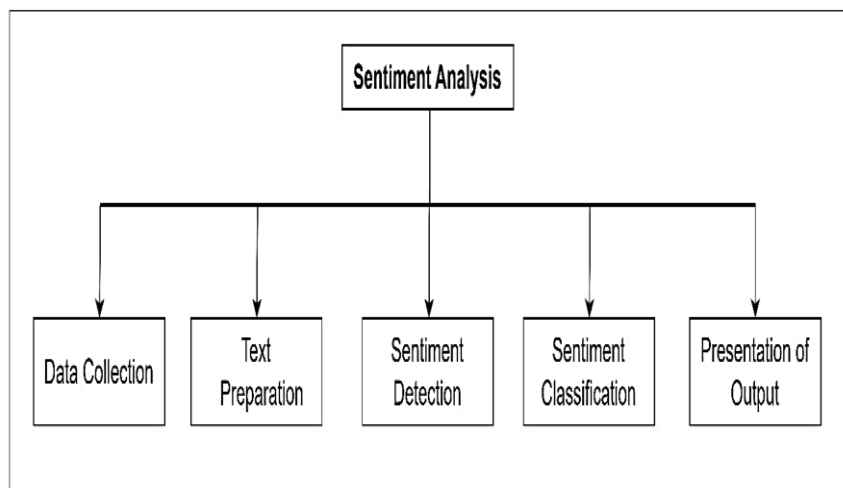 Sentiment Analysis
Data Collection
Text
Preparation
Sentiment
Detection
Sentiment
Classification
Presentation of
Output